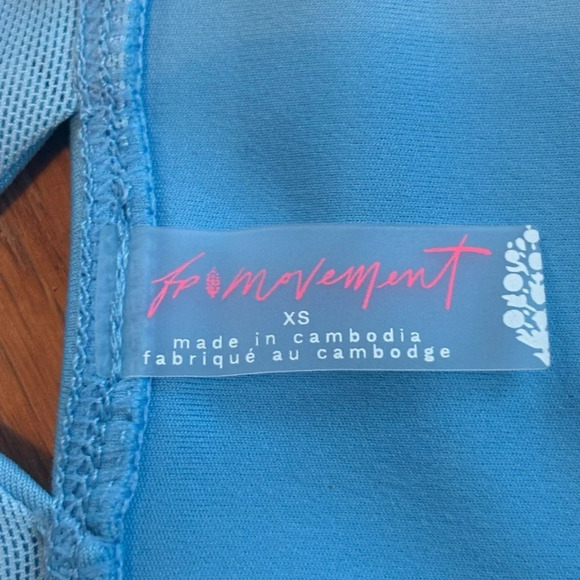 fp movement
XS
made in cambodia
fabriqué au cambodge